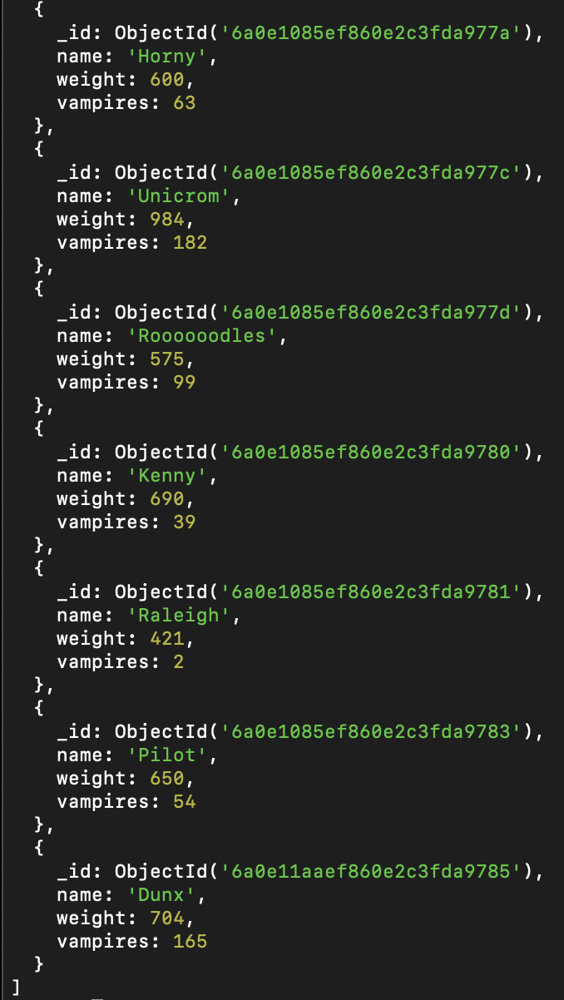 {
_id: ObjectId('6a0e1085ef860e2c3fda977a'),
name: 'Horny',
weight: 600,
vampires: 63
},
{
_id: ObjectId('6a0e1085ef860e2c3fda977c'),
name: 'Unicrom',
weight: 984,
vampires: 182
},
{
_id: ObjectId('6a0e1085ef860e2c3fda977d'),
name: 'Roooooodles',
weight: 575,
vampires: 99
},
{
_id: ObjectId('6a0e1085ef860e2c3fda9780'),
name: 'Kenny',
weight: 690,
vampires: 39
},
{
_id: ObjectId('6a0e1085ef860e2c3fda9781'),
name: 'Raleigh',
weight: 421,
vampires: 2
},
{
_id: ObjectId('6a0e1085ef860e2c3fda9783'),
name: 'Pilot',
weight: 650,
vampires: 54
},
{
_id: ObjectId('6a0e11aaef860e2c3fda9785'),
name: 'Dunx',
weight: 704,
vampires: 165
}
]